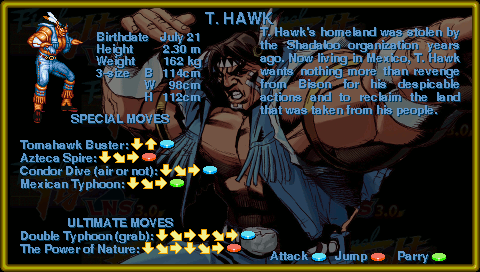 T. HAWK
Birthdate July 21
Height 2.30 m
Weight 162 kg
3-size B 114cm
W 98cm
H 112cm
T. Hawk's homeland was stolen by
the Shadaloo organization years
ago. Now living in Mexico, T. Hawk
wants nothing more than revenge
from Bison for his despicable
actions and to reclaim the land
that was taken from his people.
SPECIAL MOVES
Tomahawk Buster:
Azteca Spire:
Condor Dive (air or not):
Mexican Typhoon:
ULTIMATE MOVES
Double Typhoon (grab):
The Power of Nature:
Attack Jump Parry